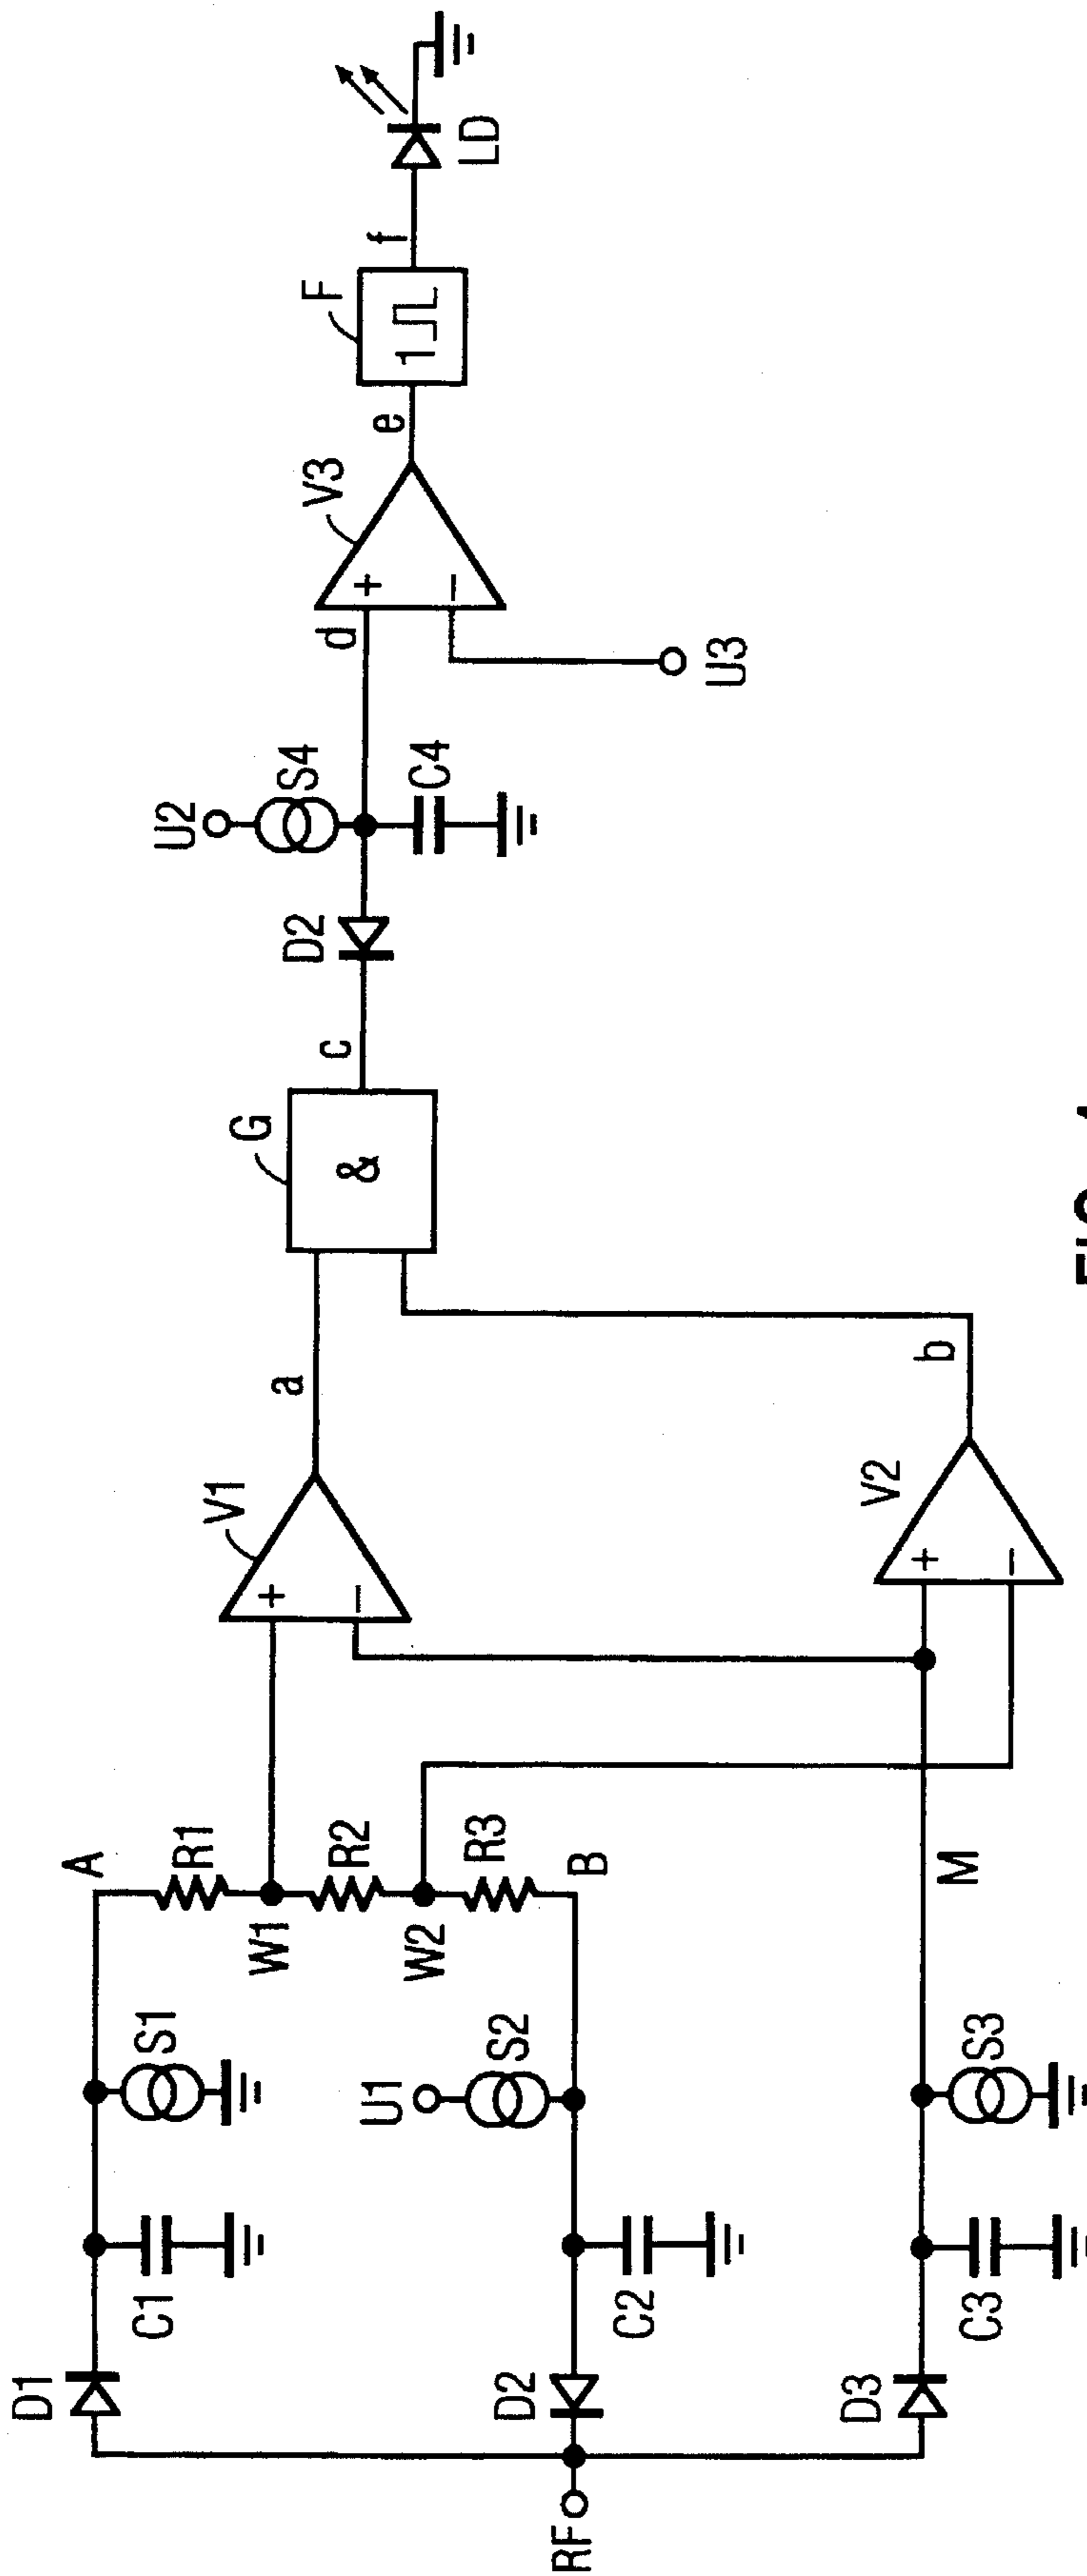 RF
D1
C1
S1
A
R1
W1
R2
W2
R3
B
D2
C2
U1
S2
D3
C3
S3
M
V1
+
−
a
V2
+
−
b
G
&
c
D2
U2
S4
C4
d
V3
+
−
U3
e
F
1
f
LD